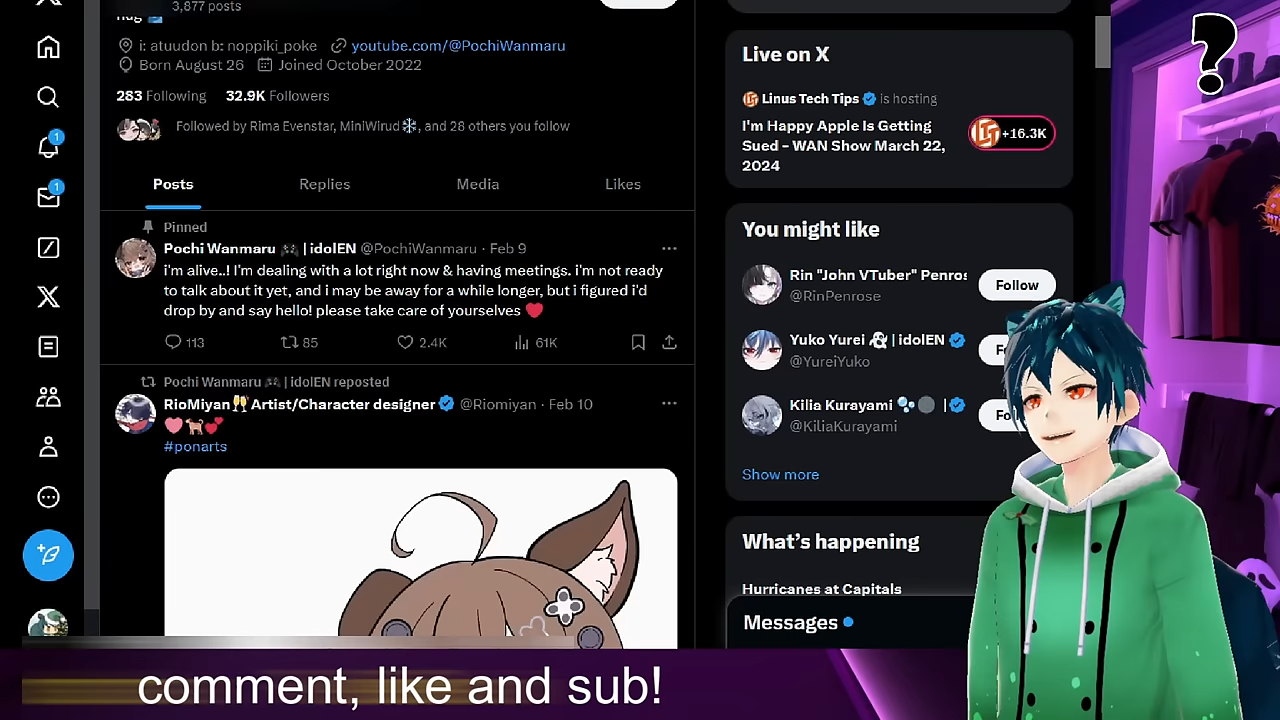 3,877 posts
hug
i: atuudon b: noppiki_poke youtube.com/@PochiWanmaru
Born August 26 Joined October 2022
283 Following 32.9K Followers
Followed by Rima Evenstar, MiniWirud, and 28 others you follow
Posts Replies Media Likes
Pinned
Pochi Wanmaru 🎮 | idolEN @PochiWanmaru · Feb 9
i'm alive..! I'm dealing with a lot right now & having meetings. i'm not ready
to talk about it yet, and i may be away for a while longer, but i figured i'd
drop by and say hello! please take care of yourselves ❤️
113 85 2.4K 61K
Pochi Wanmaru 🎮 | idolEN reposted
RioMiyan🥂Artist/Character designer @Riomiyan · Feb 10
#ponarts
Live on X
Linus Tech Tips is hosting
I'm Happy Apple Is Getting
Sued – WAN Show March 22,
2024
+16.3K
You might like
Rin "John VTuber" Penros
@RinPenrose
Follow
Yuko Yurei 👻 | idolEN
@YureiYuko
Fo
Kilia Kurayami 🫧🌑 |
@KiliaKurayami
Fo
Show more
What's happening
Hurricanes at Capitals
Messages
1
1
?
comment, like and sub!